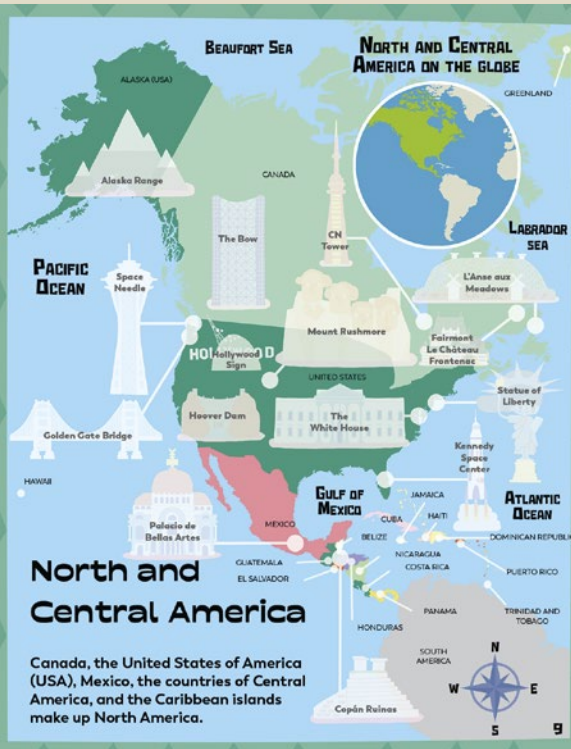 BEAUFORT SEA
NORTH AND CENTRAL
AMERICA ON THE GLOBE
ALASKA (USA)
GREENLAND
Alaska Range
CANADA
The Bow
CN
Tower
LABRADOR
SEA
PACIFIC
OCEAN
Space
Needle
L'Anse aux
Meadows
Mount Rushmore
Fairmont
Le Château
Frontenac
HOLLYWOOD
Hollywood
Sign
UNITED STATES
Statue of
Liberty
Hoover Dam
The
White House
Golden Gate Bridge
Kennedy
Space
Center
HAWAII
GULF OF
MEXICO
JAMAICA
ATLANTIC
OCEAN
Palacio de
Bellas Artes
MEXICO
CUBA
HAITI
BELIZE
DOMINICAN REPUBLI
NICARAGUA
GUATEMALA
COSTA RICA
EL SALVADOR
PUERTO RICO
North and
Central America
PANAMA
TRINIDAD AND
TOBAGO
HONDURAS
SOUTH
AMERICA
N
W
E
S
Canada, the United States of America
(USA), Mexico, the countries of Central
America, and the Caribbean islands
make up North America.
Copán Ruinas
9